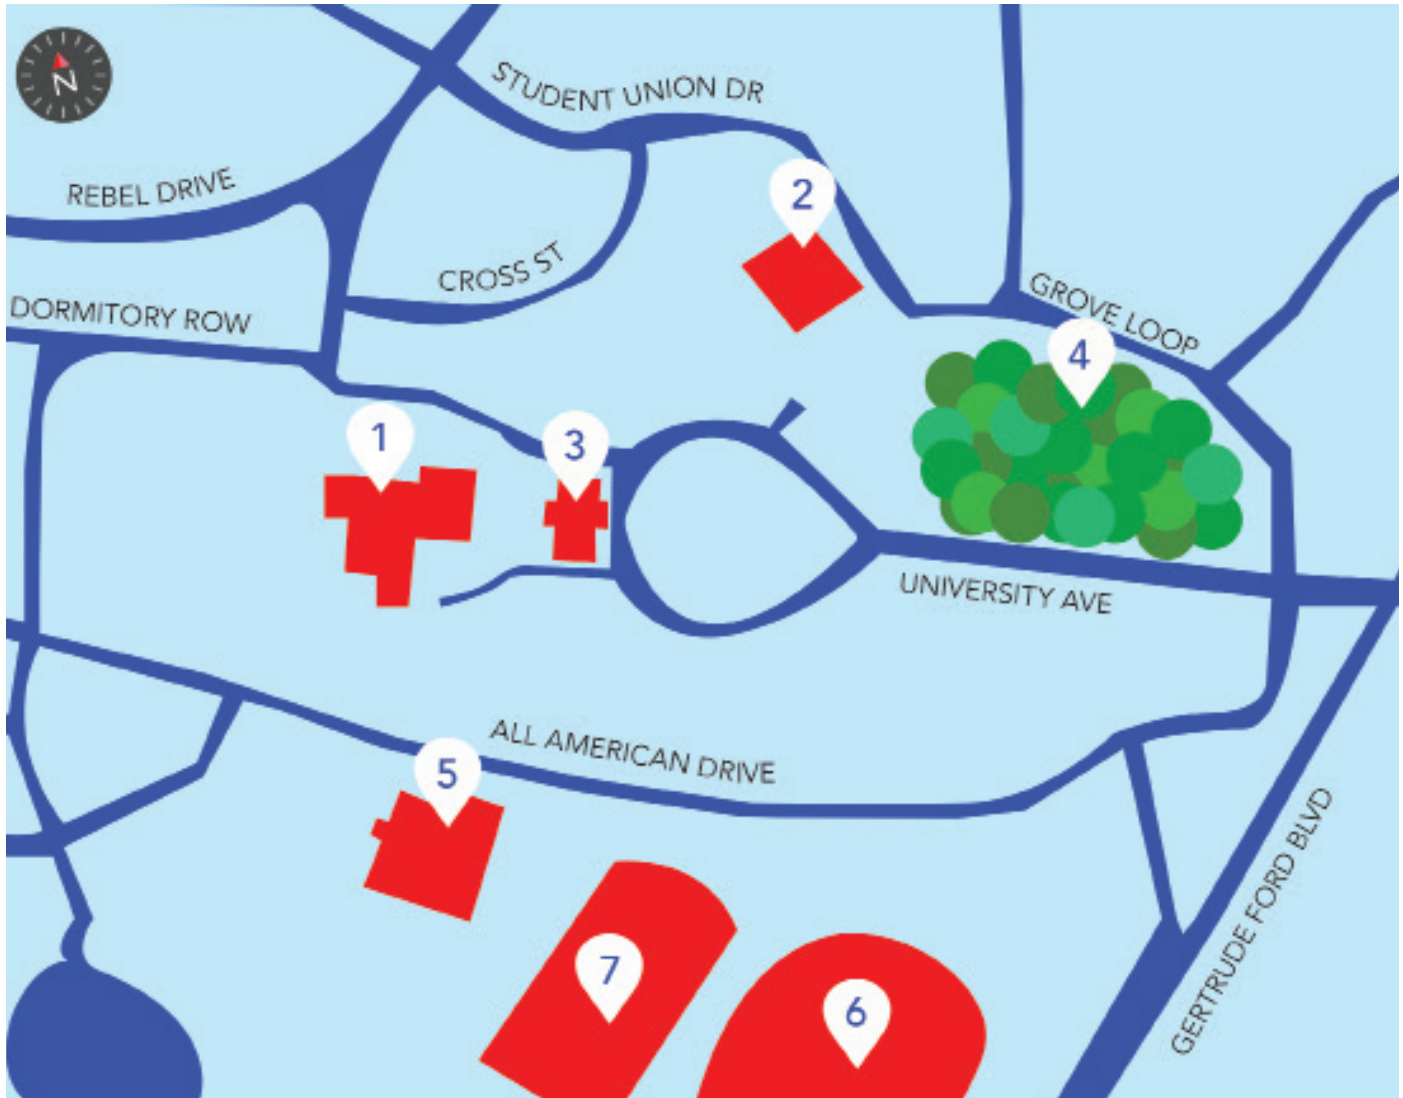 N
STUDENT UNION DR
REBEL DRIVE
2
CROSS ST
DORMITORY ROW
GROVE LOOP
4
1
3
UNIVERSITY AVE
ALL AMERICAN DRIVE
5
GERTRUDE FORD BLVD
7
6